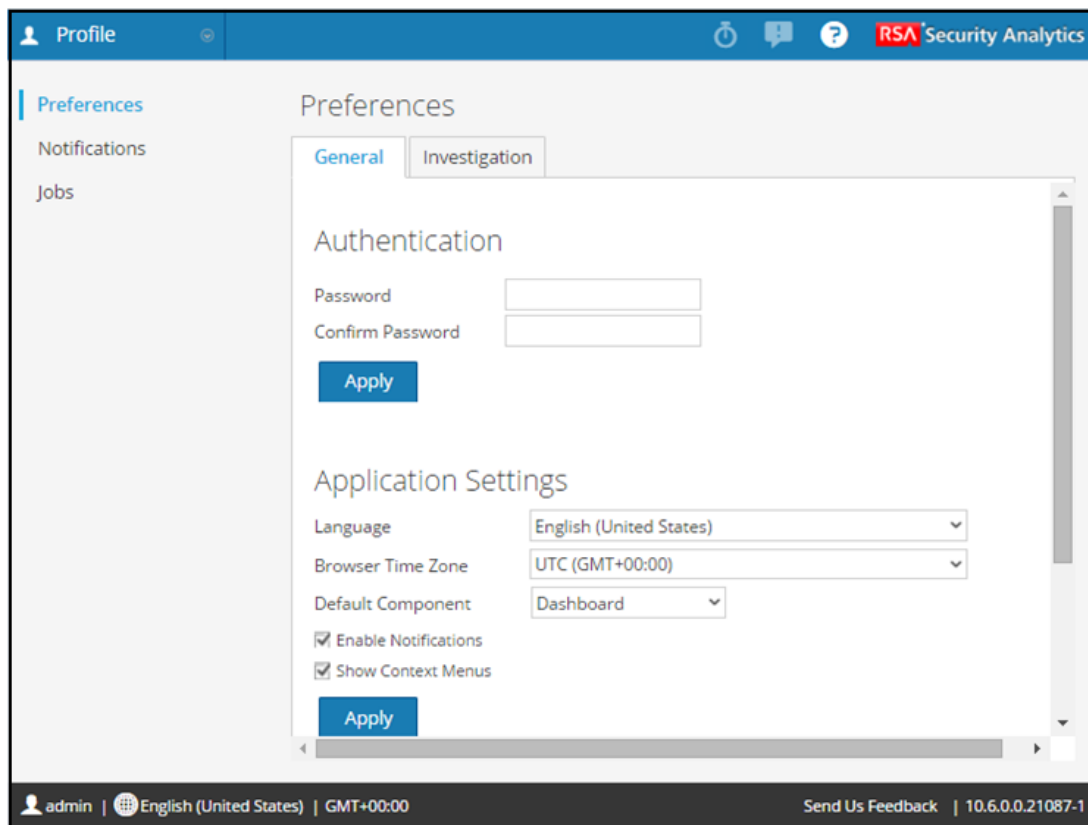 Profile
RSA Security Analytics
Preferences
Notifications
Jobs
Preferences
General
Investigation
Authentication
Password
Confirm Password
Apply
Application Settings
Language English (United States)
Browser Time Zone UTC (GMT+00:00)
Default Component Dashboard
Enable Notifications
Show Context Menus
Apply
admin | English (United States) | GMT+00:00
Send Us Feedback | 10.6.0.0.21087-1